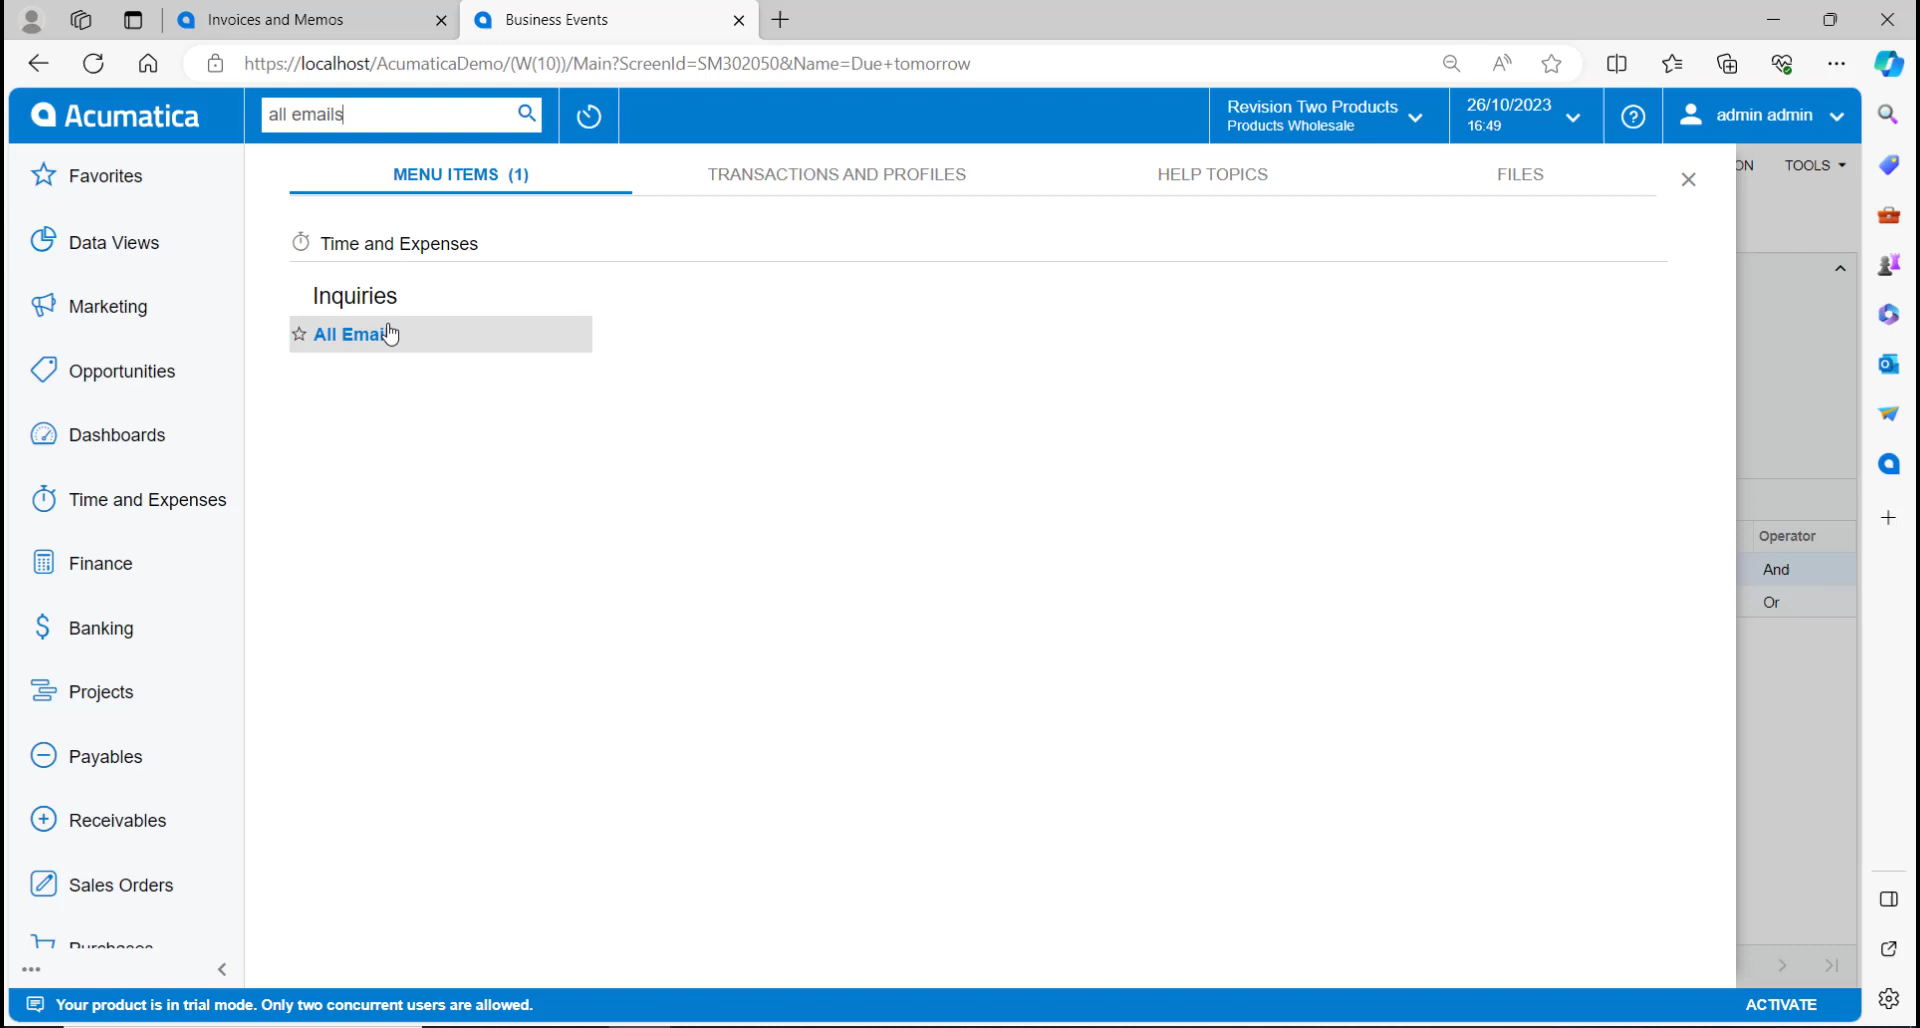 Invoices and Memos
Business Events
https://localhost/AcumaticaDemo/(W(10))/Main?ScreenId=SM302050&Name=Due+tomorrow
Acumatica
all emails
Revision Two Products
Products Wholesale
26/10/2023
16:49
admin admin
Favorites
Data Views
Marketing
Opportunities
Dashboards
Time and Expenses
Finance
Banking
Projects
Payables
Receivables
Sales Orders
MENU ITEMS (1)
TRANSACTIONS AND PROFILES
HELP TOPICS
FILES
ON
TOOLS
Time and Expenses
Inquiries
All
Operator
And
Or
Your product is in trial mode. Only two concurrent users are allowed.
ACTIVATE